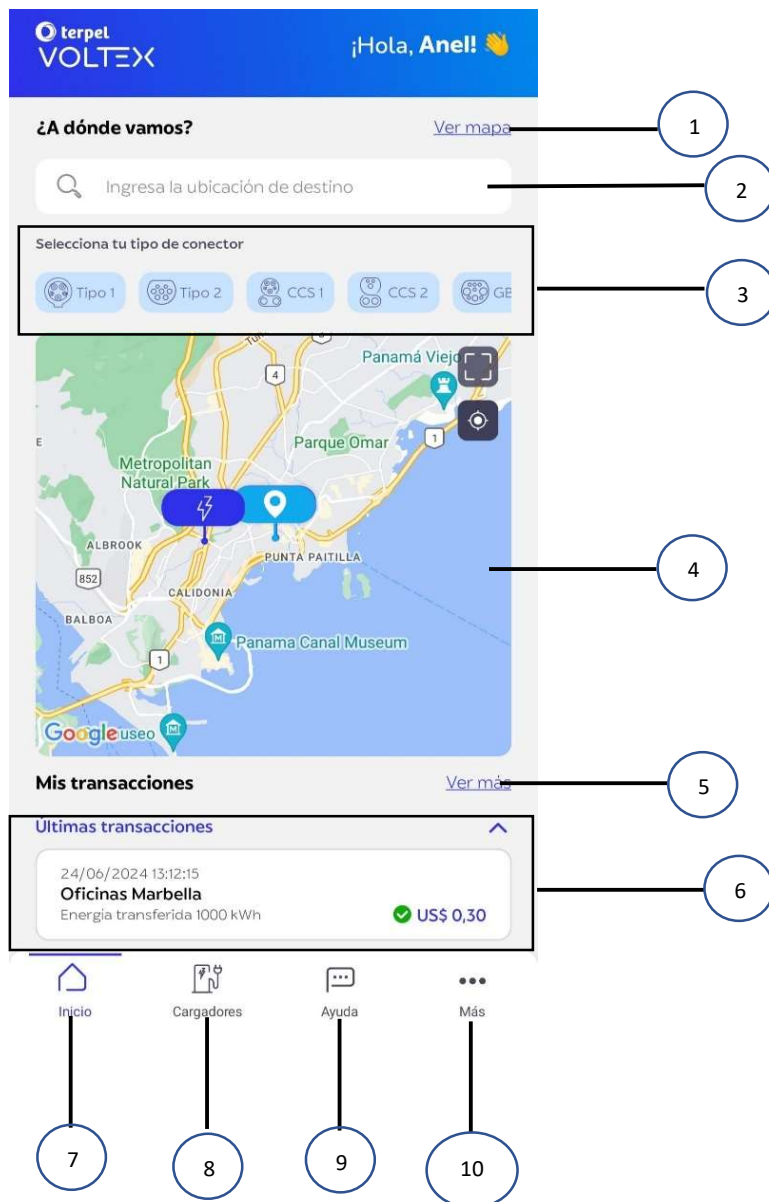 terpel
VOLTEX
¡Hola, Anel! 👋
¿A dónde vamos?
Ver mapa
1
Ingresa la ubicación de destino
2
Selecciona tu tipo de conector
Tipo 1
Tipo 2
CCS 1
CCS 2
GB
3
4
Panamá Viejo
Parque Omar
1
E
Metropolitan
Natural Park
ALBROOK
PUNTA PAITILLA
852
CALIDONIA
BALBOA
Panama Canal Museum
1
Google
useo
4
Mis transacciones
Ver más
5
Últimas transacciones
24/06/2024 13:12:15
Oficinas Marbella
Energia transferida 1000 kWh
US$ 0,30
6
Inicio
Cargadores
Ayuda
Más
7
8
9
10